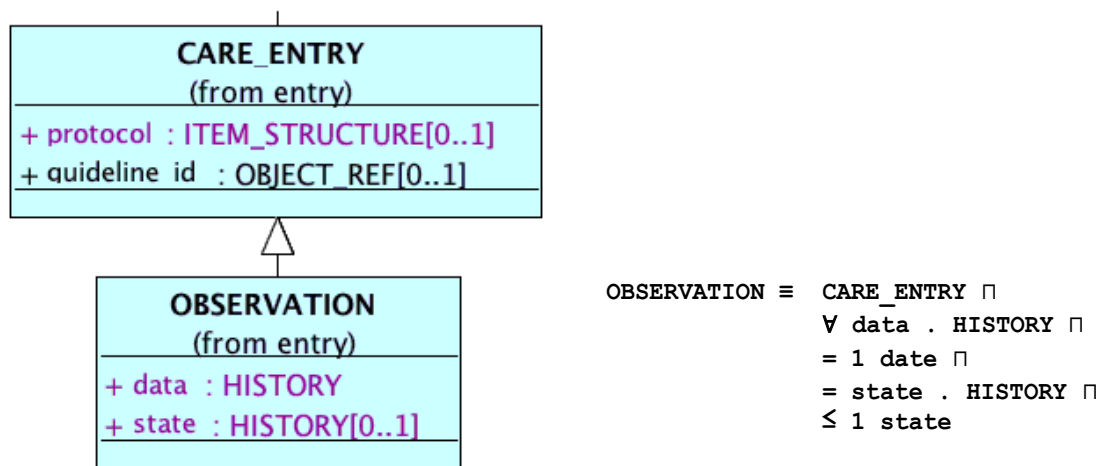 CARE_ENTRY
(from entry)
+ protocol : ITEM_STRUCTURE[0..1]
+ guideline_id : OBJECT_REF[0..1]
OBSERVATION
(from entry)
+ data : HISTORY
+ state : HISTORY[0..1]
OBSERVATION ≡ CARE_ENTRY ⊓
∀ data . HISTORY ⊓
= 1 date ⊓
= state . HISTORY ⊓
≤ 1 state